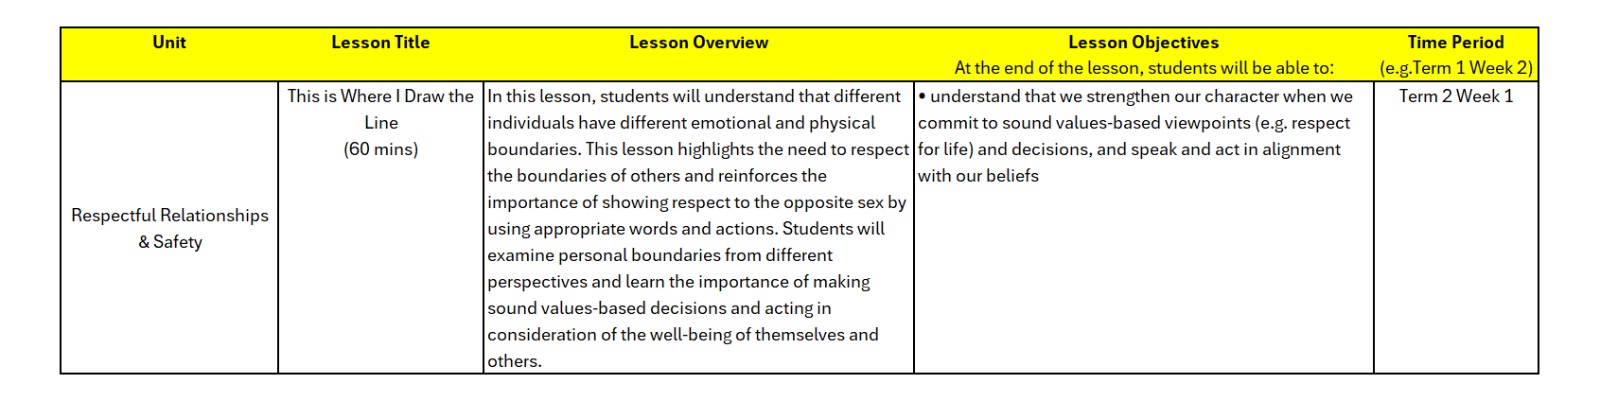 Unit
Lesson Title
Lesson Overview
Lesson Objectives
At the end of the lesson, students will be able to:
Time Period
(e.g.Term 1 Week 2)
Respectful Relationships
& Safety
This is Where I Draw the
Line
(60 mins)
In this lesson, students will understand that different
individuals have different emotional and physical
boundaries. This lesson highlights the need to respect
the boundaries of others and reinforces the
importance of showing respect to the opposite sex by
using appropriate words and actions. Students will
examine personal boundaries from different
perspectives and learn the importance of making
sound values-based decisions and acting in
consideration of the well-being of themselves and
others.
• understand that we strengthen our character when we
commit to sound values-based viewpoints (e.g. respect
for life) and decisions, and speak and act in alignment
with our beliefs
Term 2 Week 1